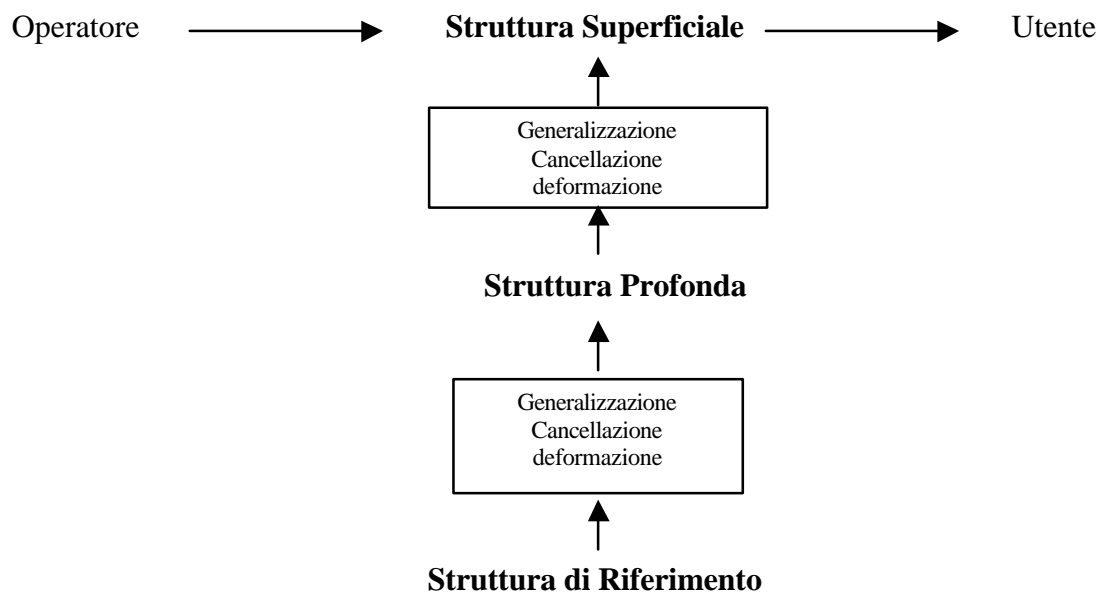 Operatore
Struttura Superficiale
Utente
Generalizzazione
Cancellazione
deformazione
Struttura Profonda
Generalizzazione
Cancellazione
deformazione
Struttura di Riferimento